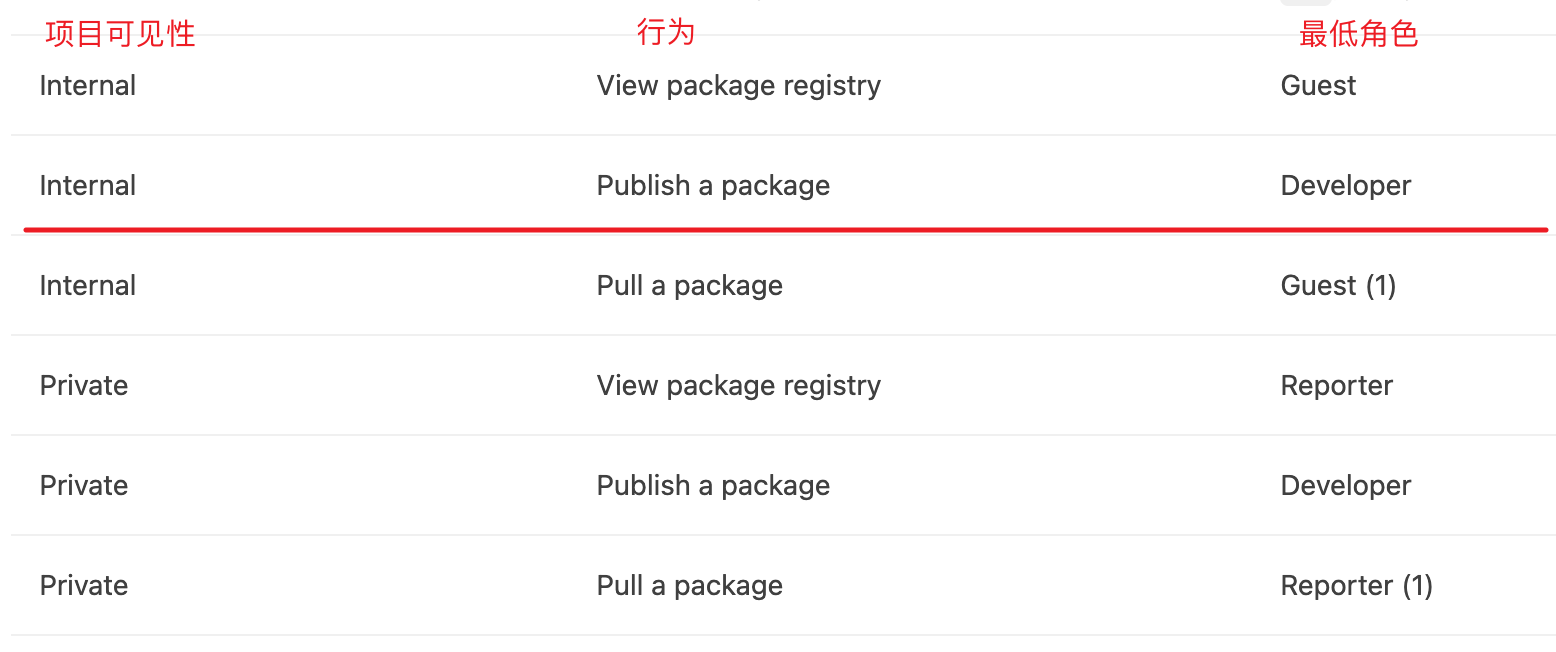 项目可见性 行为 最低角色
Internal View package registry Guest
Internal Publish a package Developer
Internal Pull a package Guest (1)
Private View package registry Reporter
Private Publish a package Developer
Private Pull a package Reporter (1)